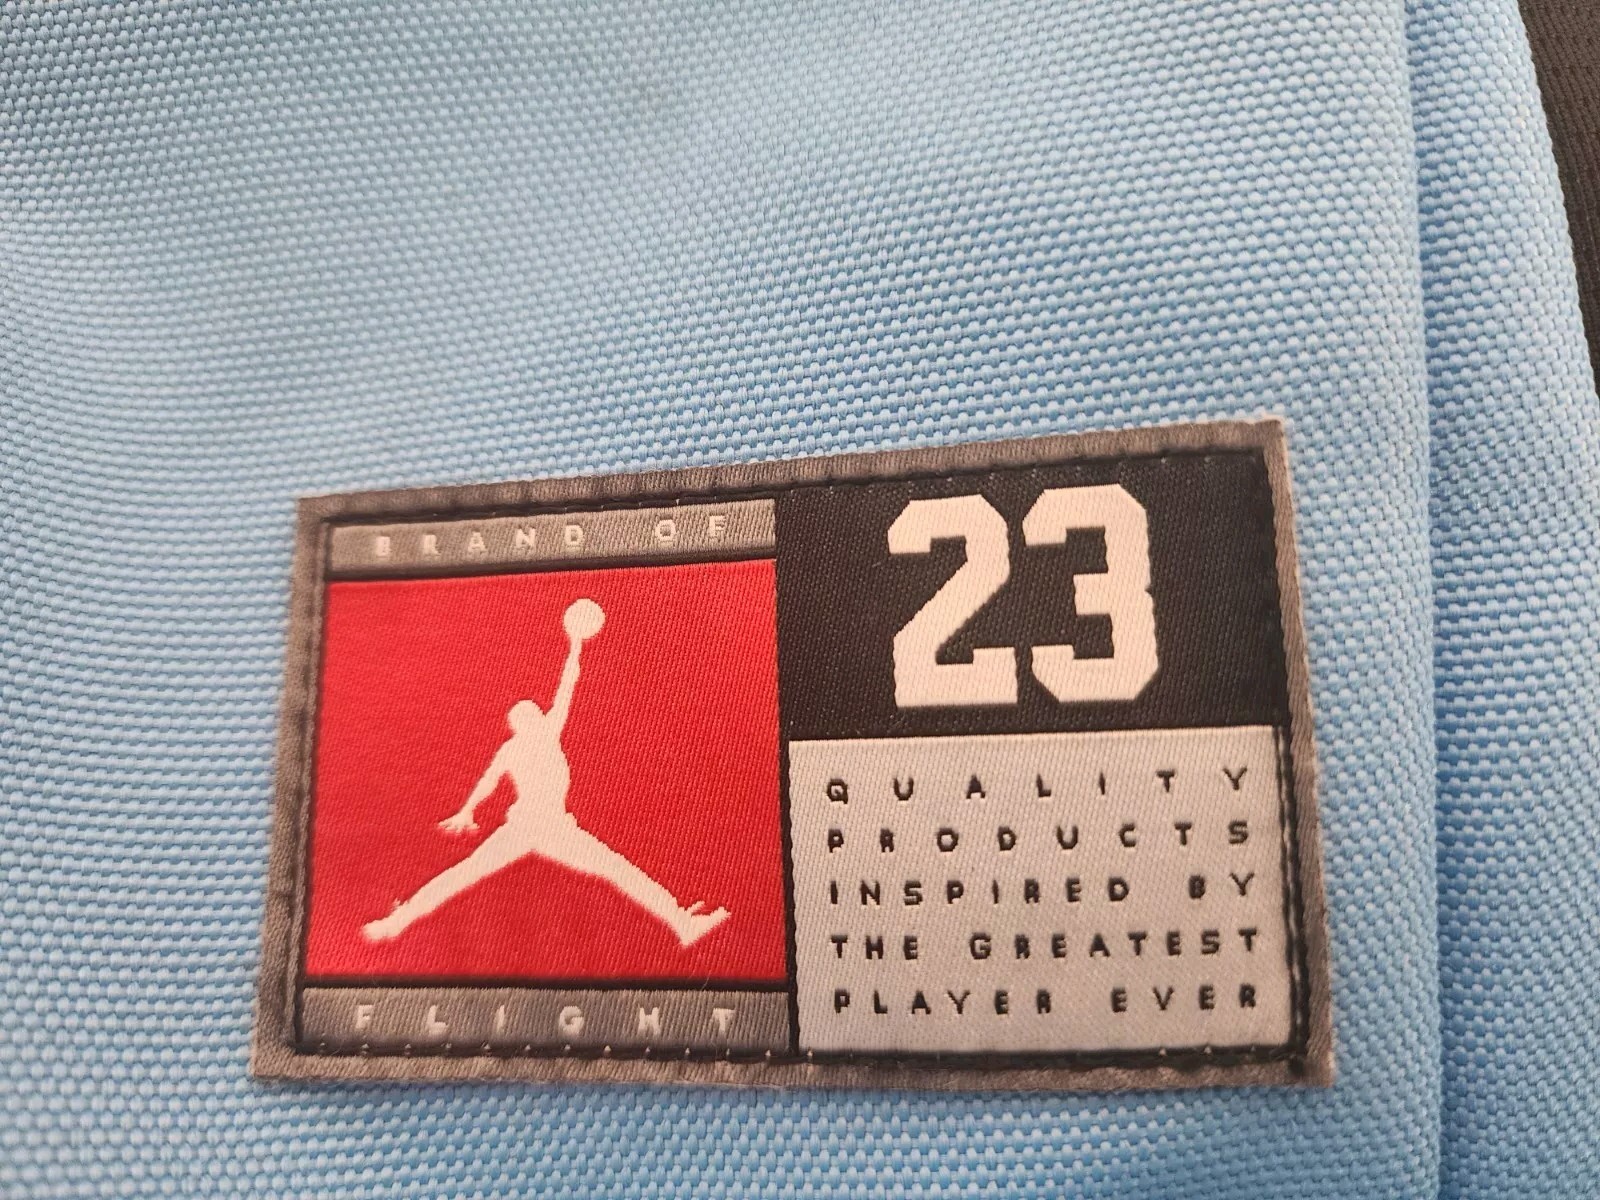 BRAND OF
FLIGHT
23
QUALITY
PRODUCTS
INSPIRED BY
THE GREATEST
PLAYER EVER